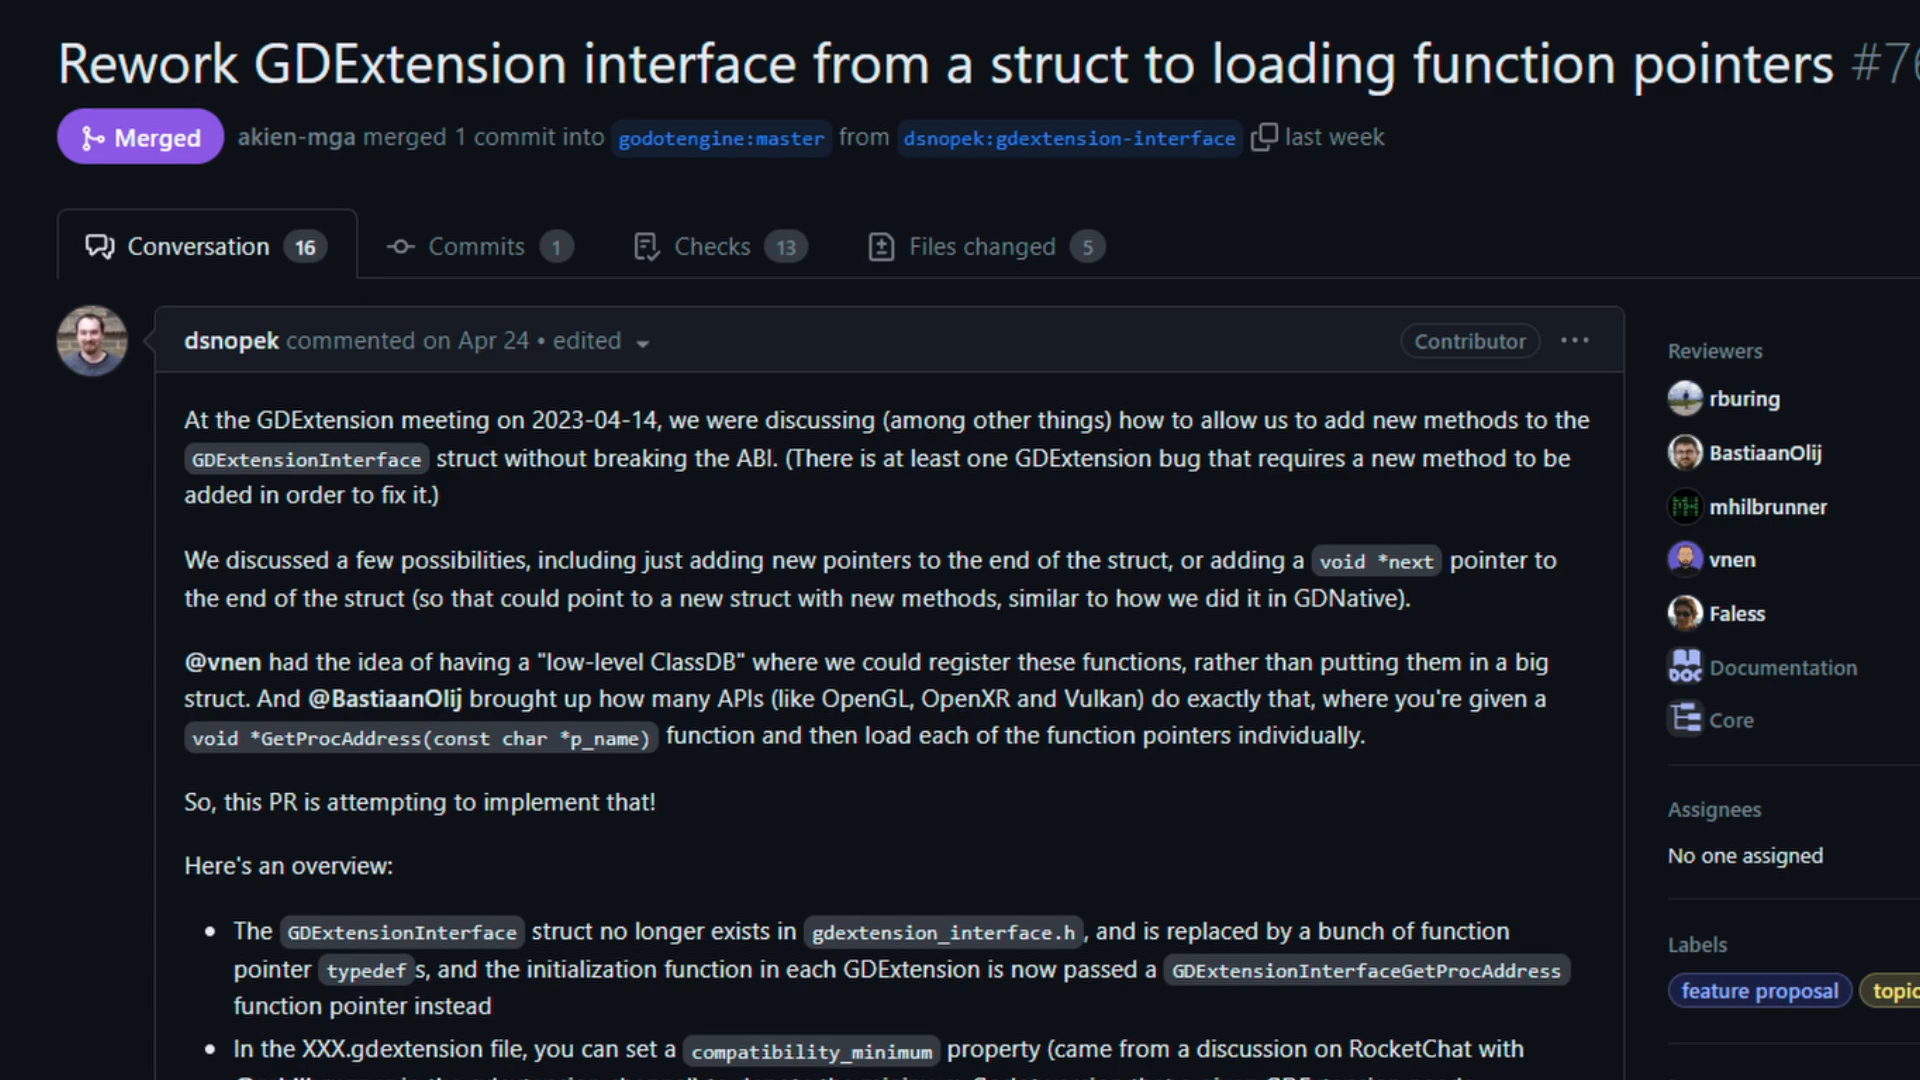 Rework GDExtension interface from a struct to loading function pointers #76
Merged akien-mga merged 1 commit into godotengine:master from dsnopek:gdextension-interface last week
Conversation 16 Commits 1 Checks 13 Files changed 5
dsnopek commented on Apr 24 • edited Contributor
At the GDExtension meeting on 2023-04-14, we were discussing (among other things) how to allow us to add new methods to the
GDExtensionInterface struct without breaking the ABI. (There is at least one GDExtension bug that requires a new method to be
added in order to fix it.)
We discussed a few possibilities, including just adding new pointers to the end of the struct, or adding a void *next pointer to
the end of the struct (so that could point to a new struct with new methods, similar to how we did it in GDNative).
@vnen had the idea of having a "low-level ClassDB" where we could register these functions, rather than putting them in a big
struct. And @BastiaanOlij brought up how many APIs (like OpenGL, OpenXR and Vulkan) do exactly that, where you're given a
void *GetProcAddress(const char *p_name) function and then load each of the function pointers individually.
So, this PR is attempting to implement that!
Here's an overview:
• The GDExtensionInterface struct no longer exists in gdextension_interface.h, and is replaced by a bunch of function
pointer typedefs, and the initialization function in each GDExtension is now passed a GDExtensionInterfaceGetProcAddress
function pointer instead
• In the XXX.gdextension file, you can set a compatibility_minimum property (came from a discussion on RocketChat with
Reviewers
rburing
BastiaanOlij
mhilbrunner
vnen
Faless
DOC Documentation
Core
Assignees
No one assigned
Labels
feature proposal topic